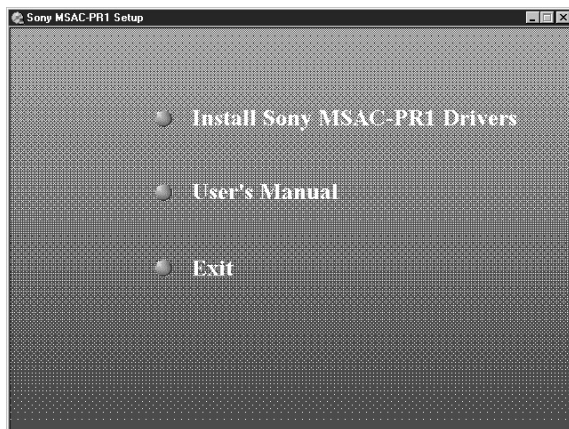 Sony MSAC-PR1 Setup
Install Sony MSAC-PR1 Drivers
User's Manual
Exit